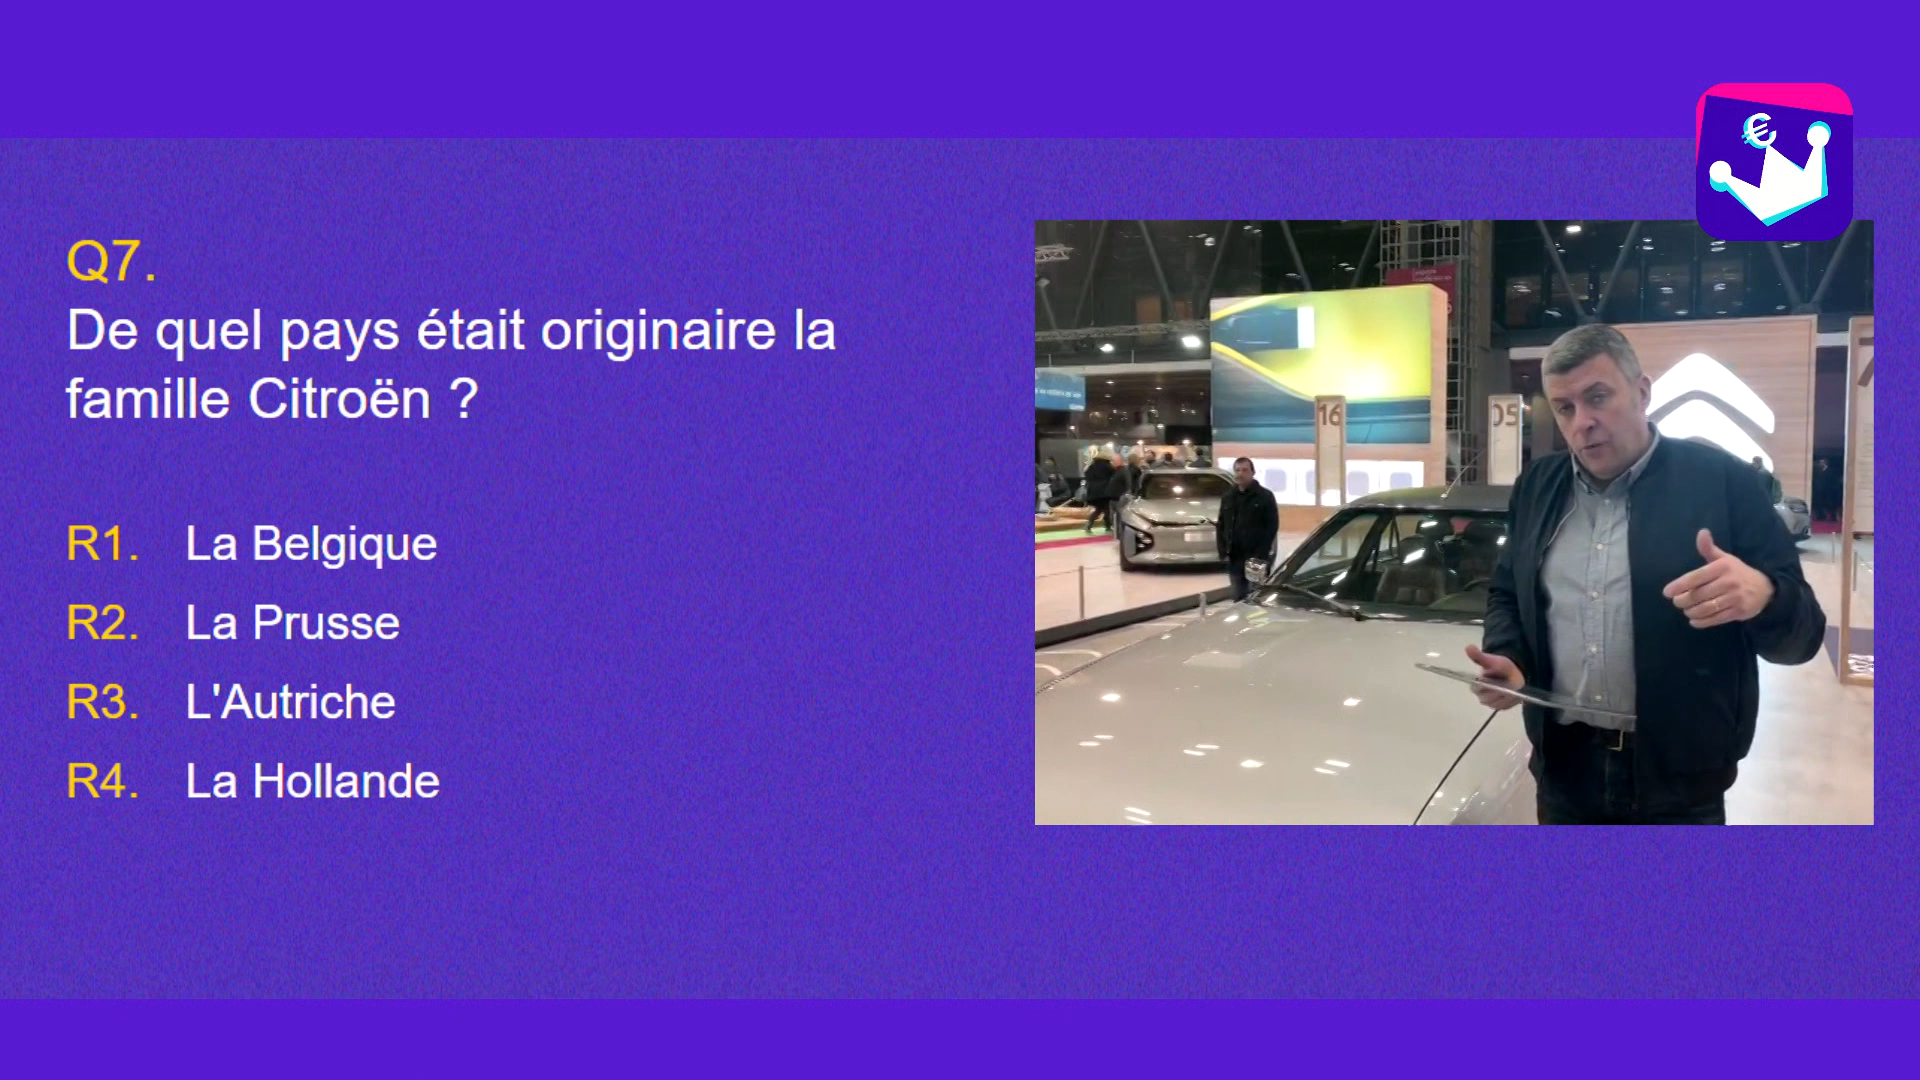 Q7.
De quel pays était originaire la
famille Citroën ?
R1. La Belgique
R2. La Prusse
R3. L'Autriche
R4. La Hollande
€
16
05